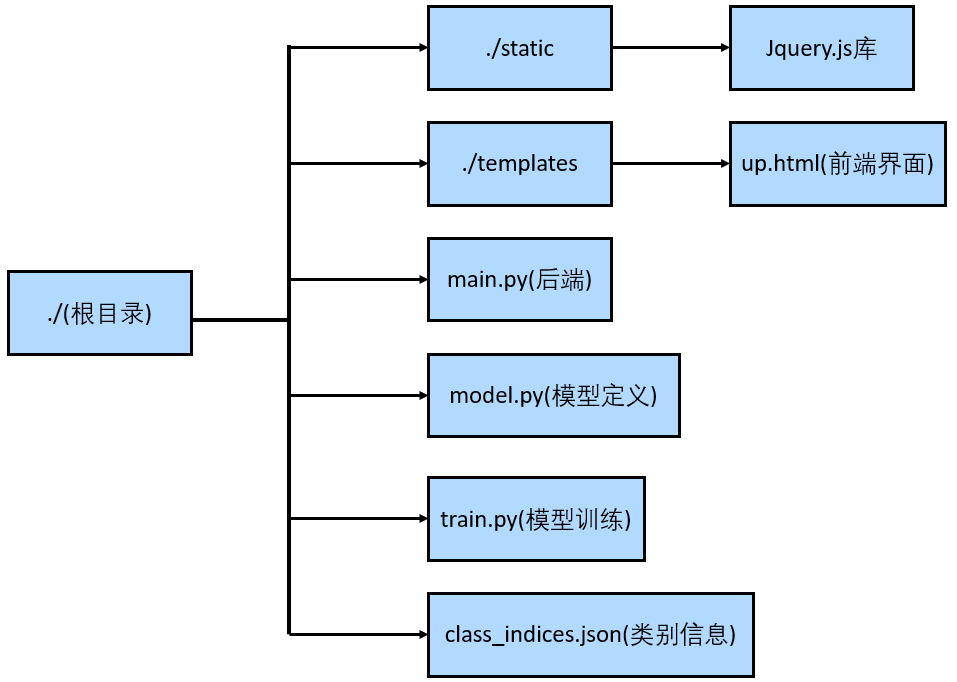 ./static
Jquery.js库
./templates
up.html(前端界面)
main.py(后端)
./(根目录)
model.py(模型定义)
train.py(模型训练)
class_indices.json(类别信息)